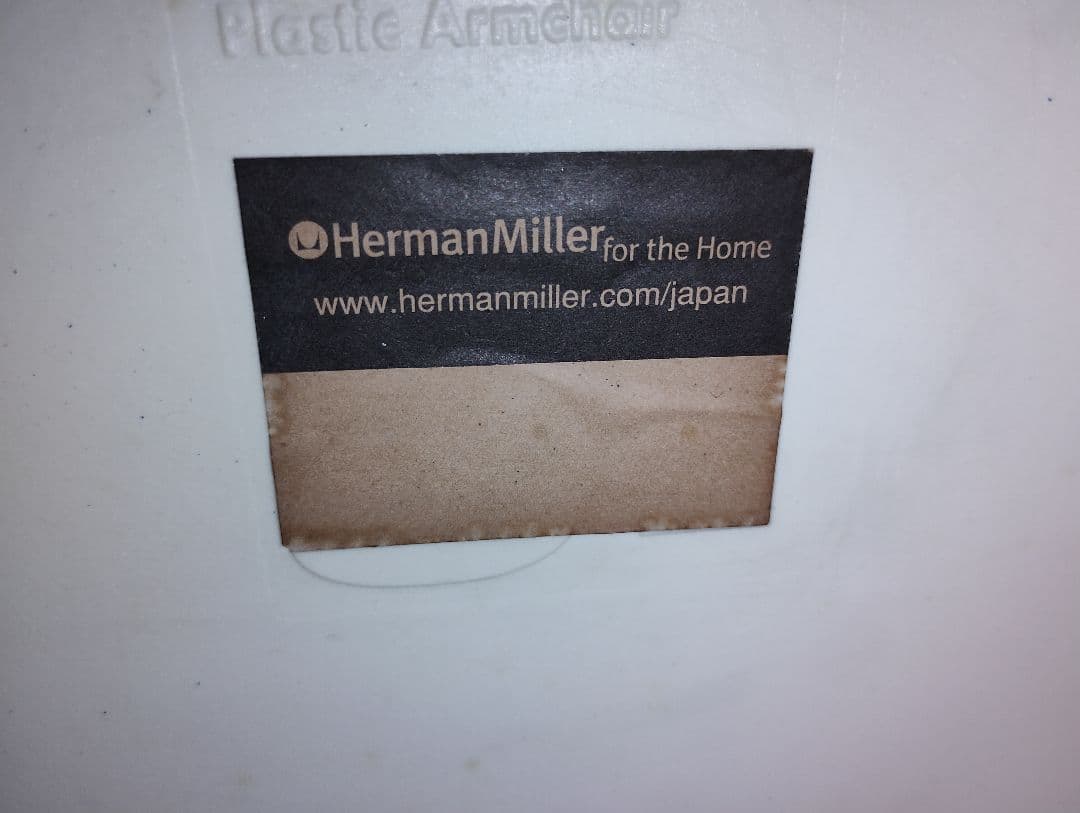 Plastic Armchair
HermanMiller for the Home
www.hermanmiller.com/japan